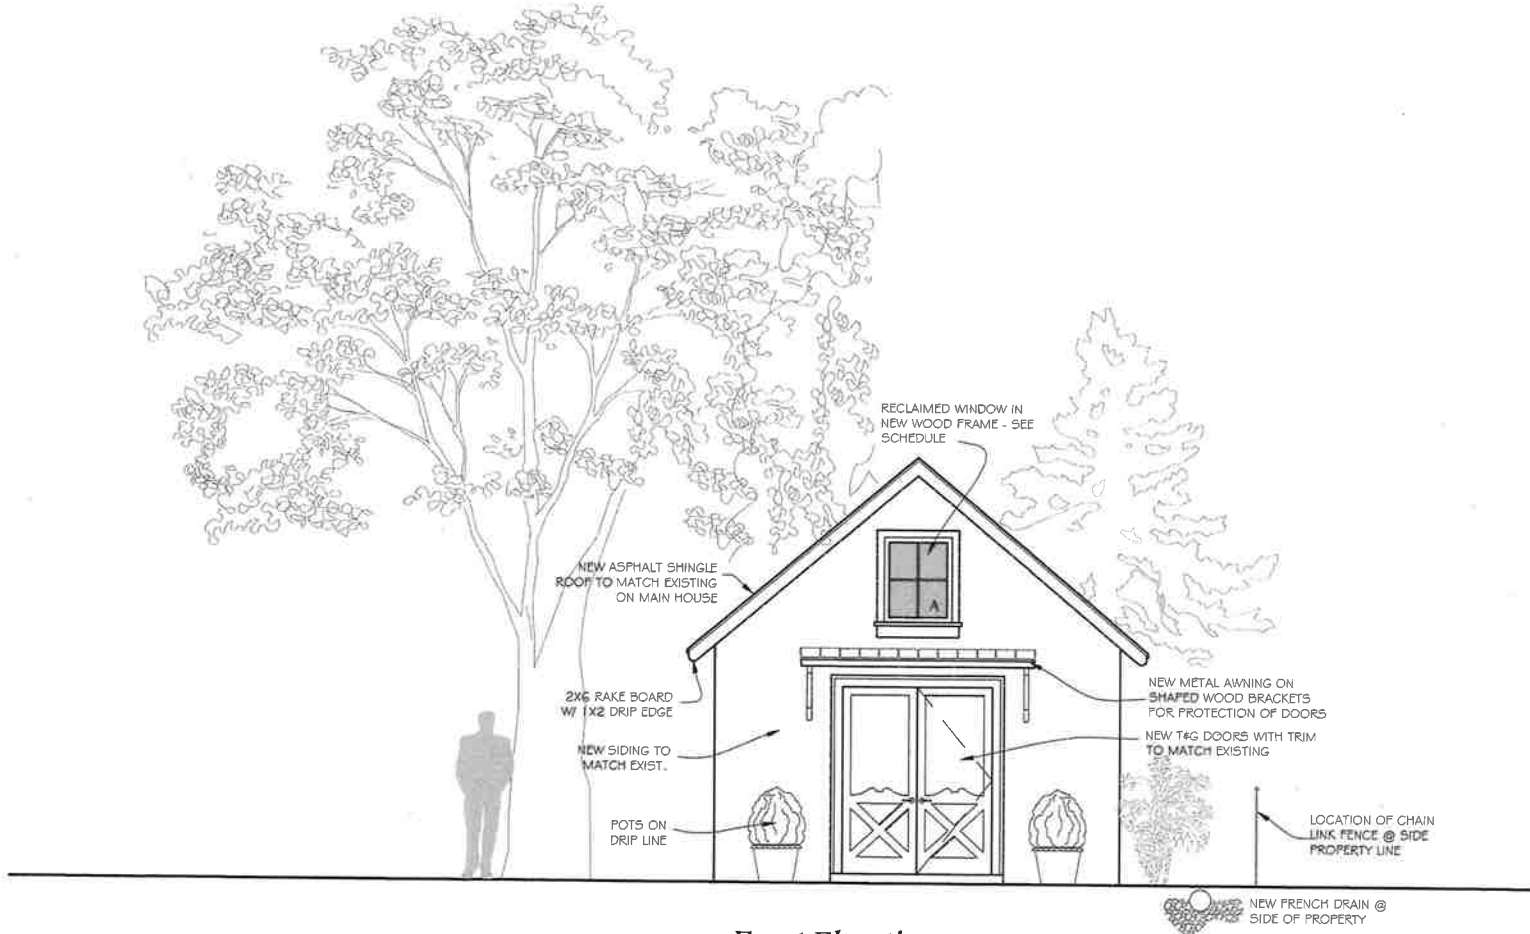 RECLAIMED WINDOW IN
NEW WOOD FRAME - SEE
SCHEDULE
NEW ASPHALT SHINGLE
ROOF TO MATCH EXISTING
ON MAIN HOUSE
A
2X6 RAKE BOARD
W/ 1X2 DRIP EDGE
NEW METAL AWNING ON
SHAPED WOOD BRACKETS
FOR PROTECTION OF DOORS
NEW SIDING TO
MATCH EXIST.
NEW T&G DOORS WITH TRIM
TO MATCH EXISTING
POTS ON
DRIP LINE
LOCATION OF CHAIN
LINK FENCE @ SIDE
PROPERTY LINE
NEW FRENCH DRAIN @
SIDE OF PROPERTY